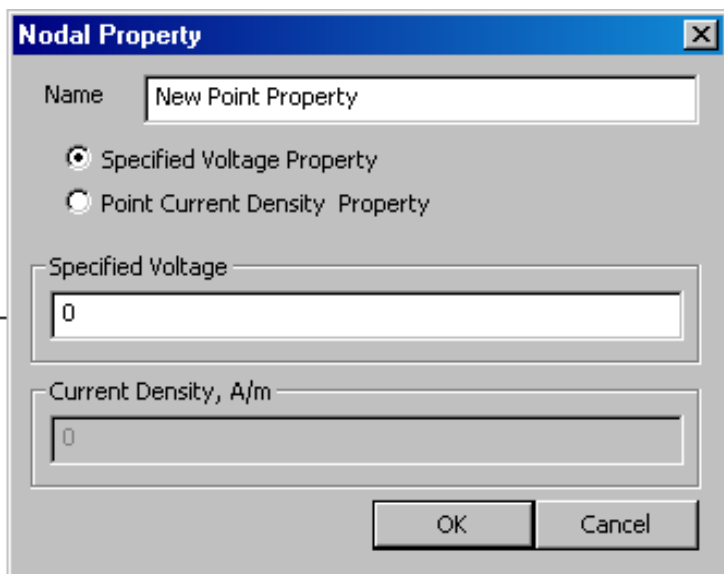 Nodal Property
Name New Point Property
Specified Voltage Property
Point Current Density Property
Specified Voltage
0
Current Density, A/m
0
OK Cancel